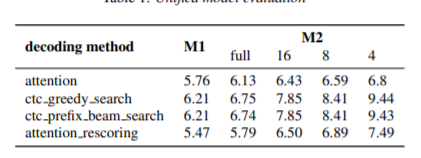 Table 1: Unified model evaluation
decoding method M1 M2
full 16 8 4
attention 5.76 6.13 6.43 6.59 6.8
ctc_greedy_search 6.21 6.75 7.85 8.41 9.44
ctc_prefix_beam_search 6.21 6.74 7.85 8.41 9.43
attention_rescoring 5.47 5.79 6.50 6.89 7.49